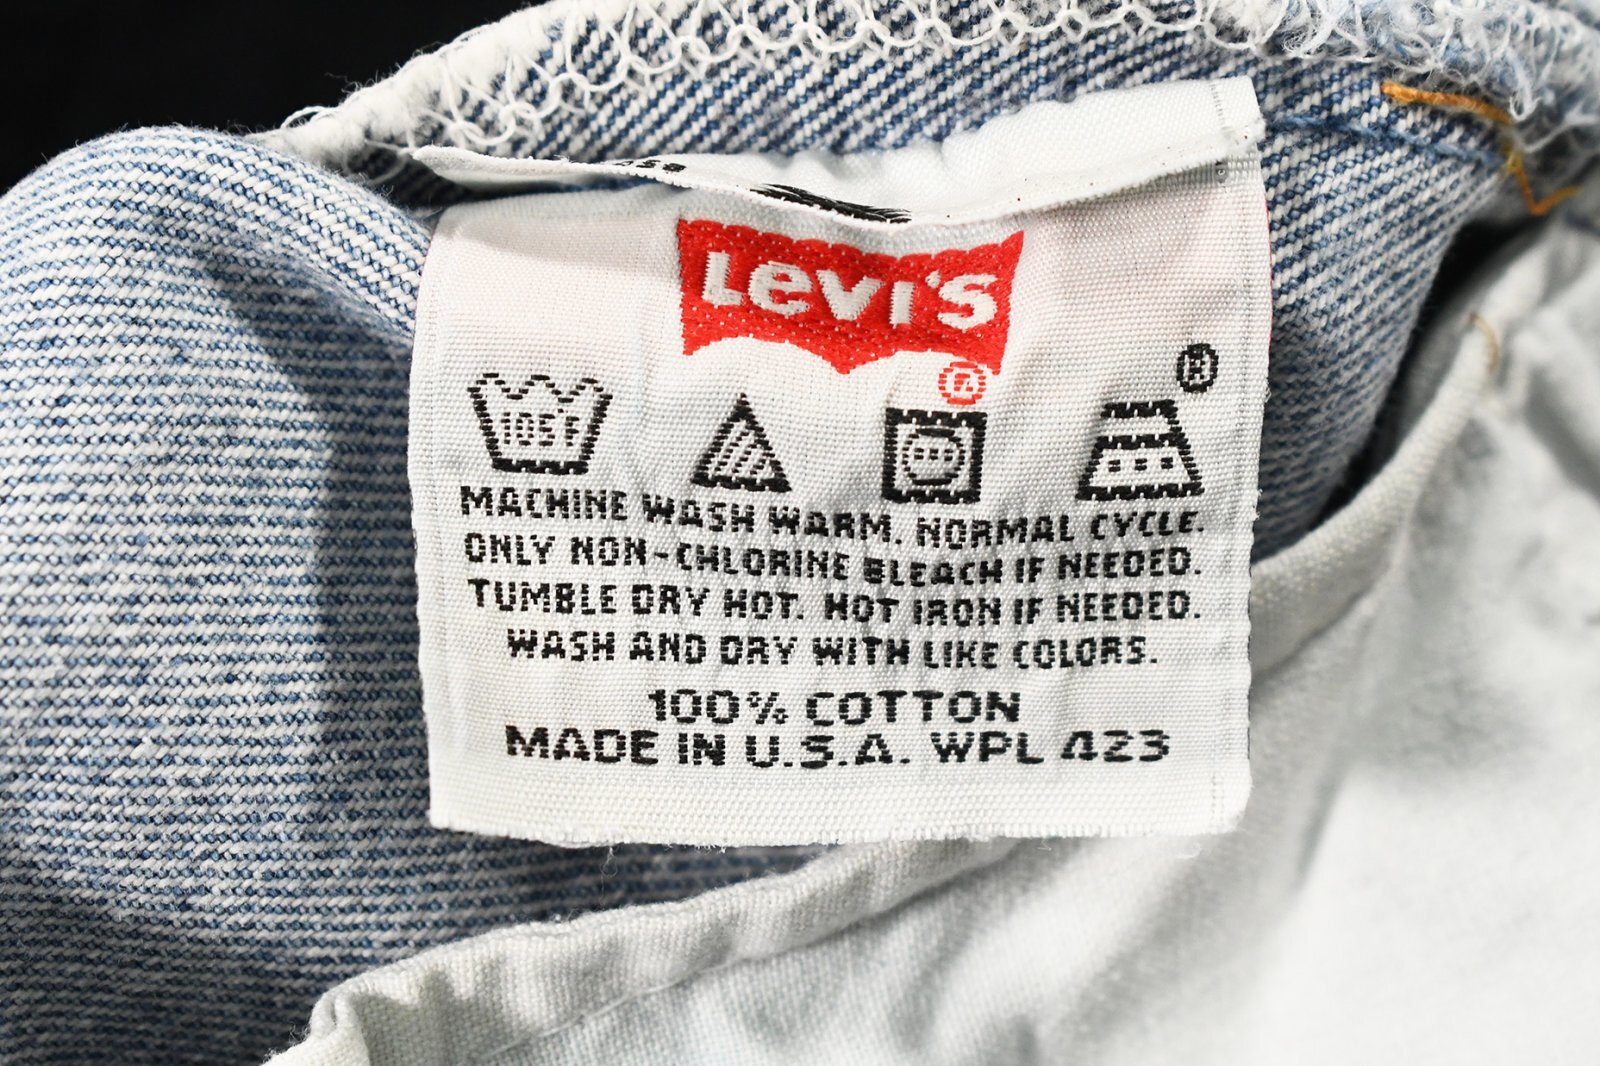 Levi's
®
®
105°F
MACHINE WASH WARM. NORMAL CYCLE.
ONLY NON-CHLORINE BLEACH IF NEEDED.
TUMBLE DRY HOT. HOT IRON IF NEEDED.
WASH AND DRY WITH LIKE COLORS.
100% COTTON
MADE IN U.S.A. WPL 423